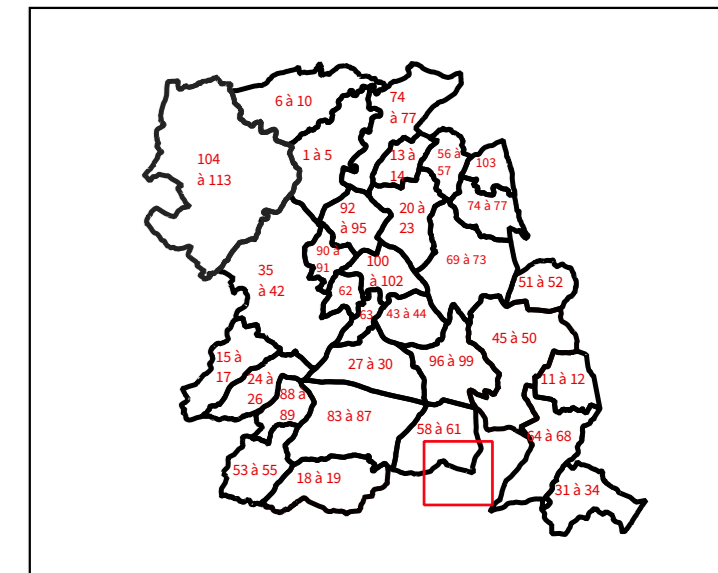 74
à 77
6 à 10
1 à 5
13 à
14
56 à
57
103
104
à 113
92
à 95
20 à
23
74 à 77
90 à
91
100
à 102
69 à 73
35
à 42
62
51 à 52
63
43 à 44
45 à 50
15 à
17
24 à
26
27 à 30
96 à 99
11 à 12
88 à
89
83 à 87
58 à 61
64 à 68
53 à 55
18 à 19
31 à 34